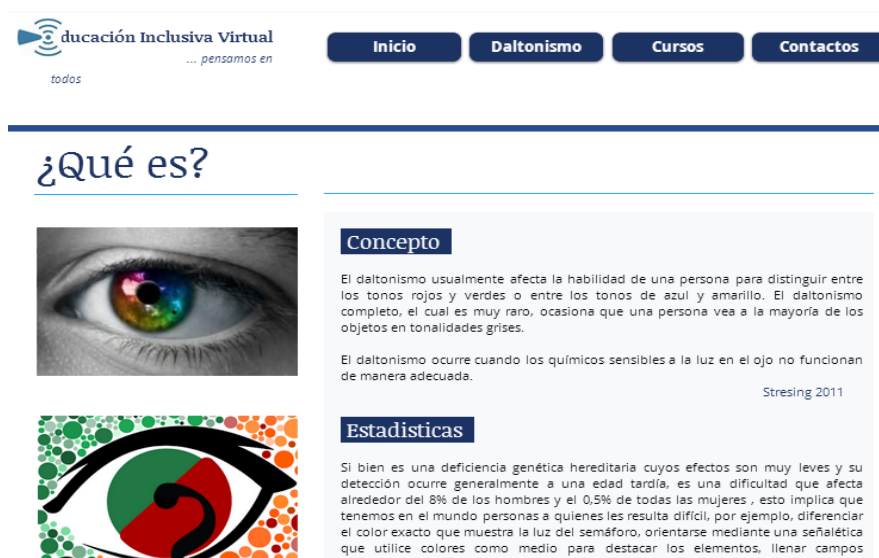 ducación Inclusiva Virtual
... pensamos en
todos
Inicio
Daltonismo
Cursos
Contactos
¿Qué es?
Concepto
El daltonismo usualmente afecta la habilidad de una persona para distinguir entre
los tonos rojos y verdes o entre los tonos de azul y amarillo. El daltonismo
completo, el cual es muy raro, ocasiona que una persona vea a la mayoría de los
objetos en tonalidades grises.
El daltonismo ocurre cuando los químicos sensibles a la luz en el ojo no funcionan
de manera adecuada.
Stresing 2011
Estadisticas
Si bien es una deficiencia genética hereditaria cuyos efectos son muy leves y su
detección ocurre generalmente a una edad tardía, es una dificultad que afecta
alrededor del 8% de los hombres y el 0,5% de todas las mujeres , esto implica que
tenemos en el mundo personas a quienes les resulta difícil, por ejemplo, diferenciar
el color exacto que muestra la luz del semáforo, orientarse mediante una señalética
que utilice colores como medio para destacar los elementos, llenar campos